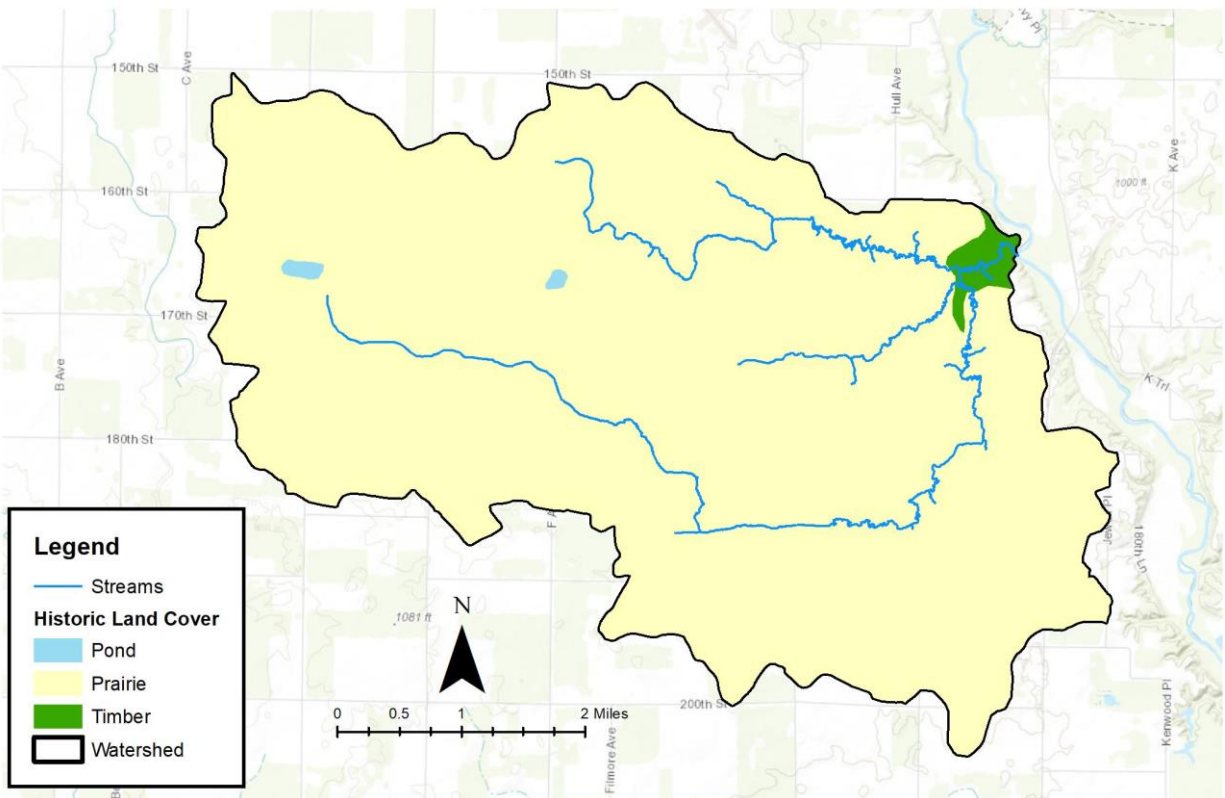 150th St
C Ave
150th St
Hull Ave
K Ave
1000 ft
160th St
170th St
B Ave
K Trl
180th St
180th Ln
Legend
Streams
Historic Land Cover
Pond
Prairie
Timber
Watershed
1081 ft
N
0 0.5 1 2 Miles
200th St
Filmore Ave
Kenwood Pl